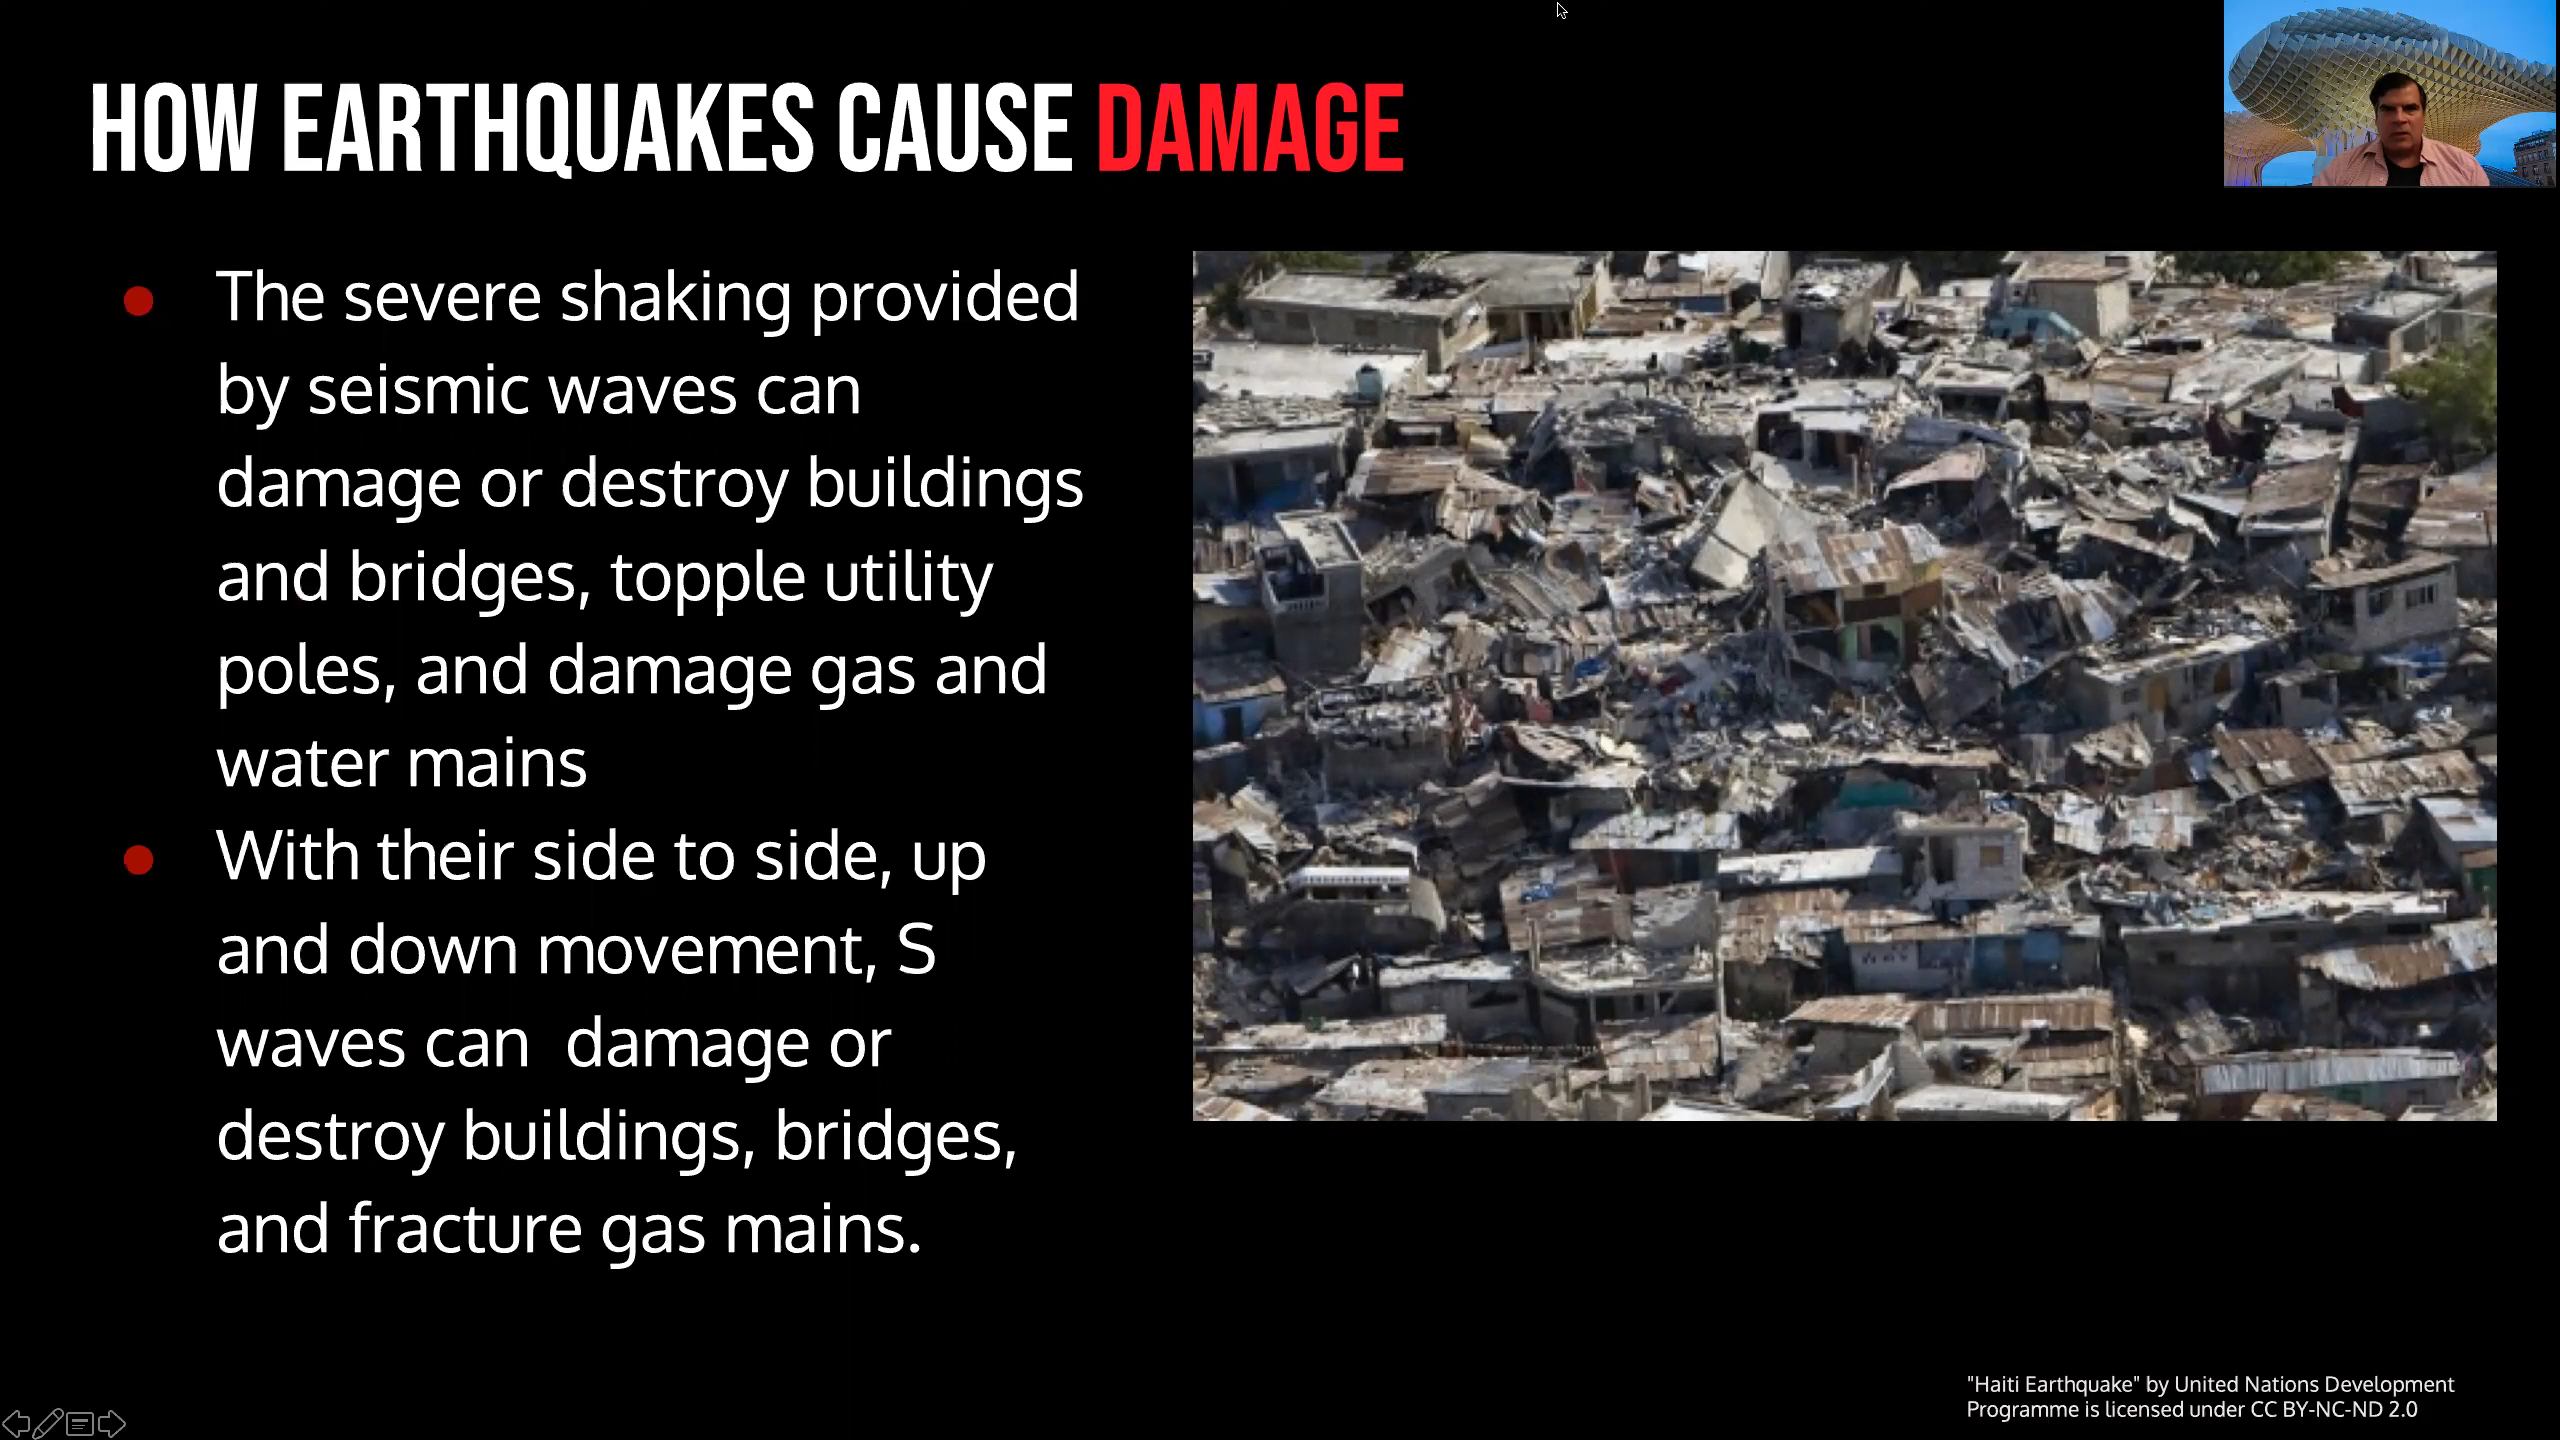 HOW EARTHQUAKES CAUSE DAMAGE
The severe shaking provided
by seismic waves can
damage or destroy buildings
and bridges, topple utility
poles, and damage gas and
water mains
With their side to side, up
and down movement, S
waves can  damage or
destroy buildings, bridges,
and fracture gas mains.
"Haiti Earthquake" by United Nations Development
Programme is licensed under CC BY-NC-ND 2.0